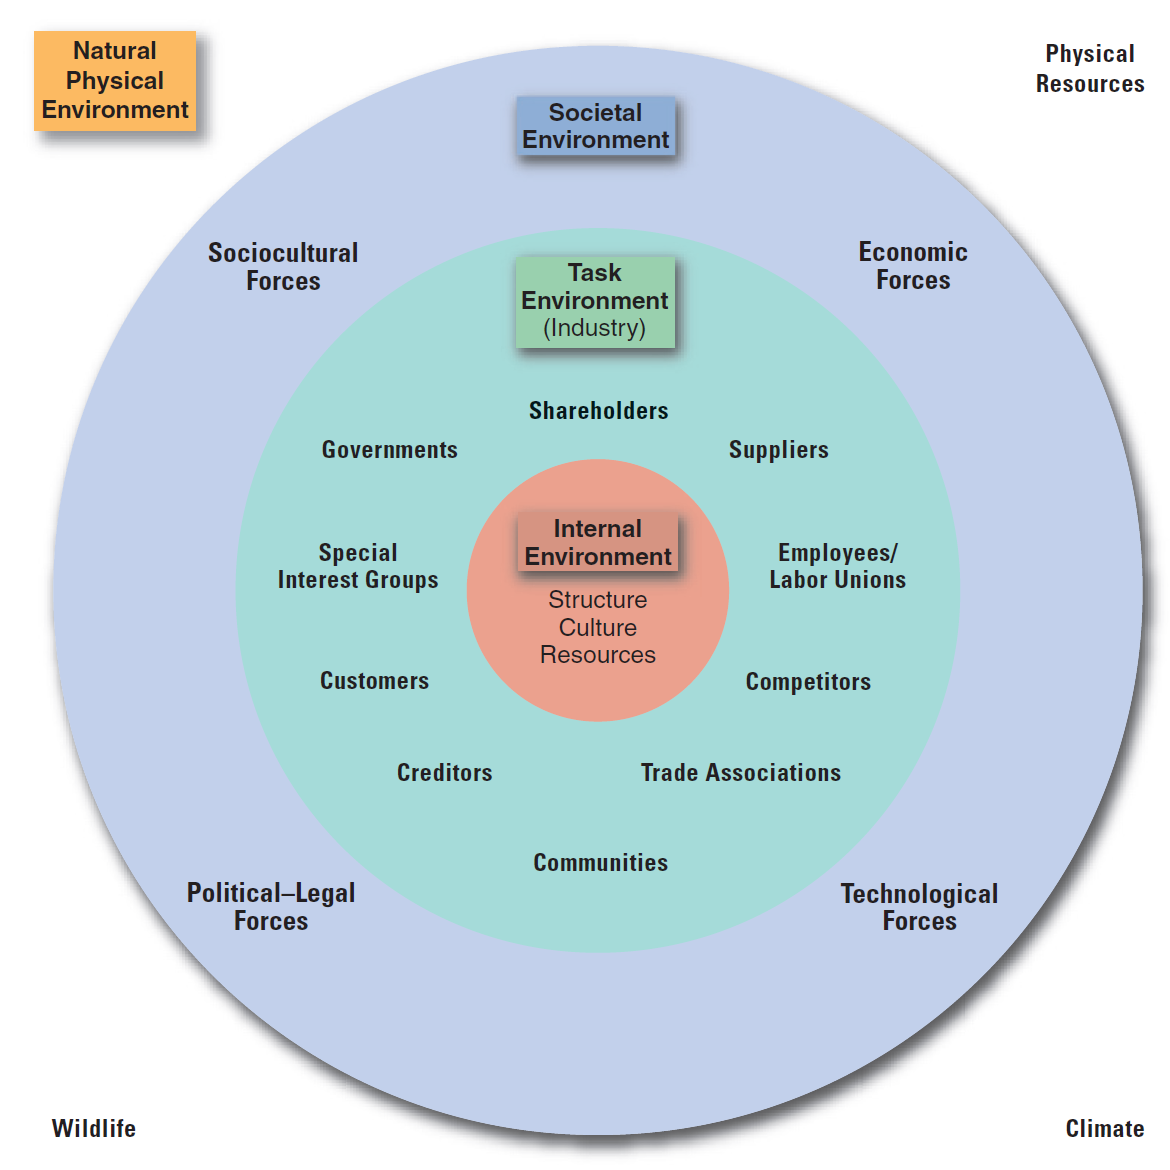 Natural
Physical
Environment
Physical
Resources
Societal
Environment
Sociocultural
Forces
Economic
Forces
Task
Environment
(Industry)
Shareholders
Governments
Suppliers
Internal
Environment
Structure
Culture
Resources
Special
Interest Groups
Employees/
Labor Unions
Customers
Competitors
Creditors
Trade Associations
Communities
Political–Legal
Forces
Technological
Forces
Wildlife
Climate